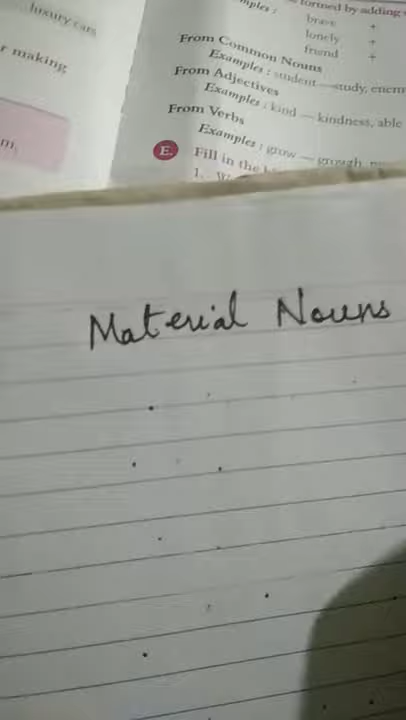 luxury cars
r making
formed by adding
brave +
lonely +
friend +
From Common Nouns
Examples : student — study,
From Adjectives
Examples : kind — kindness, able
From Verbs
Examples : grow — growth,
E. Fill in the
1.
Material Nouns